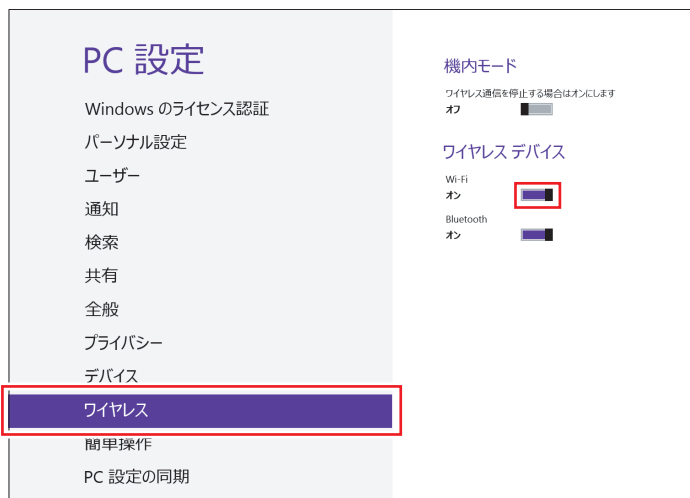 PC 設定
Windows のライセンス認証
パーソナル設定
ユーザー
通知
検索
共有
全般
プライバシー
デバイス
ワイヤレス
簡単操作
PC 設定の同期
機内モード
ワイヤレス通信を停止する場合はオンにします
オフ
ワイヤレス デバイス
Wi-Fi
オン
Bluetooth
オン